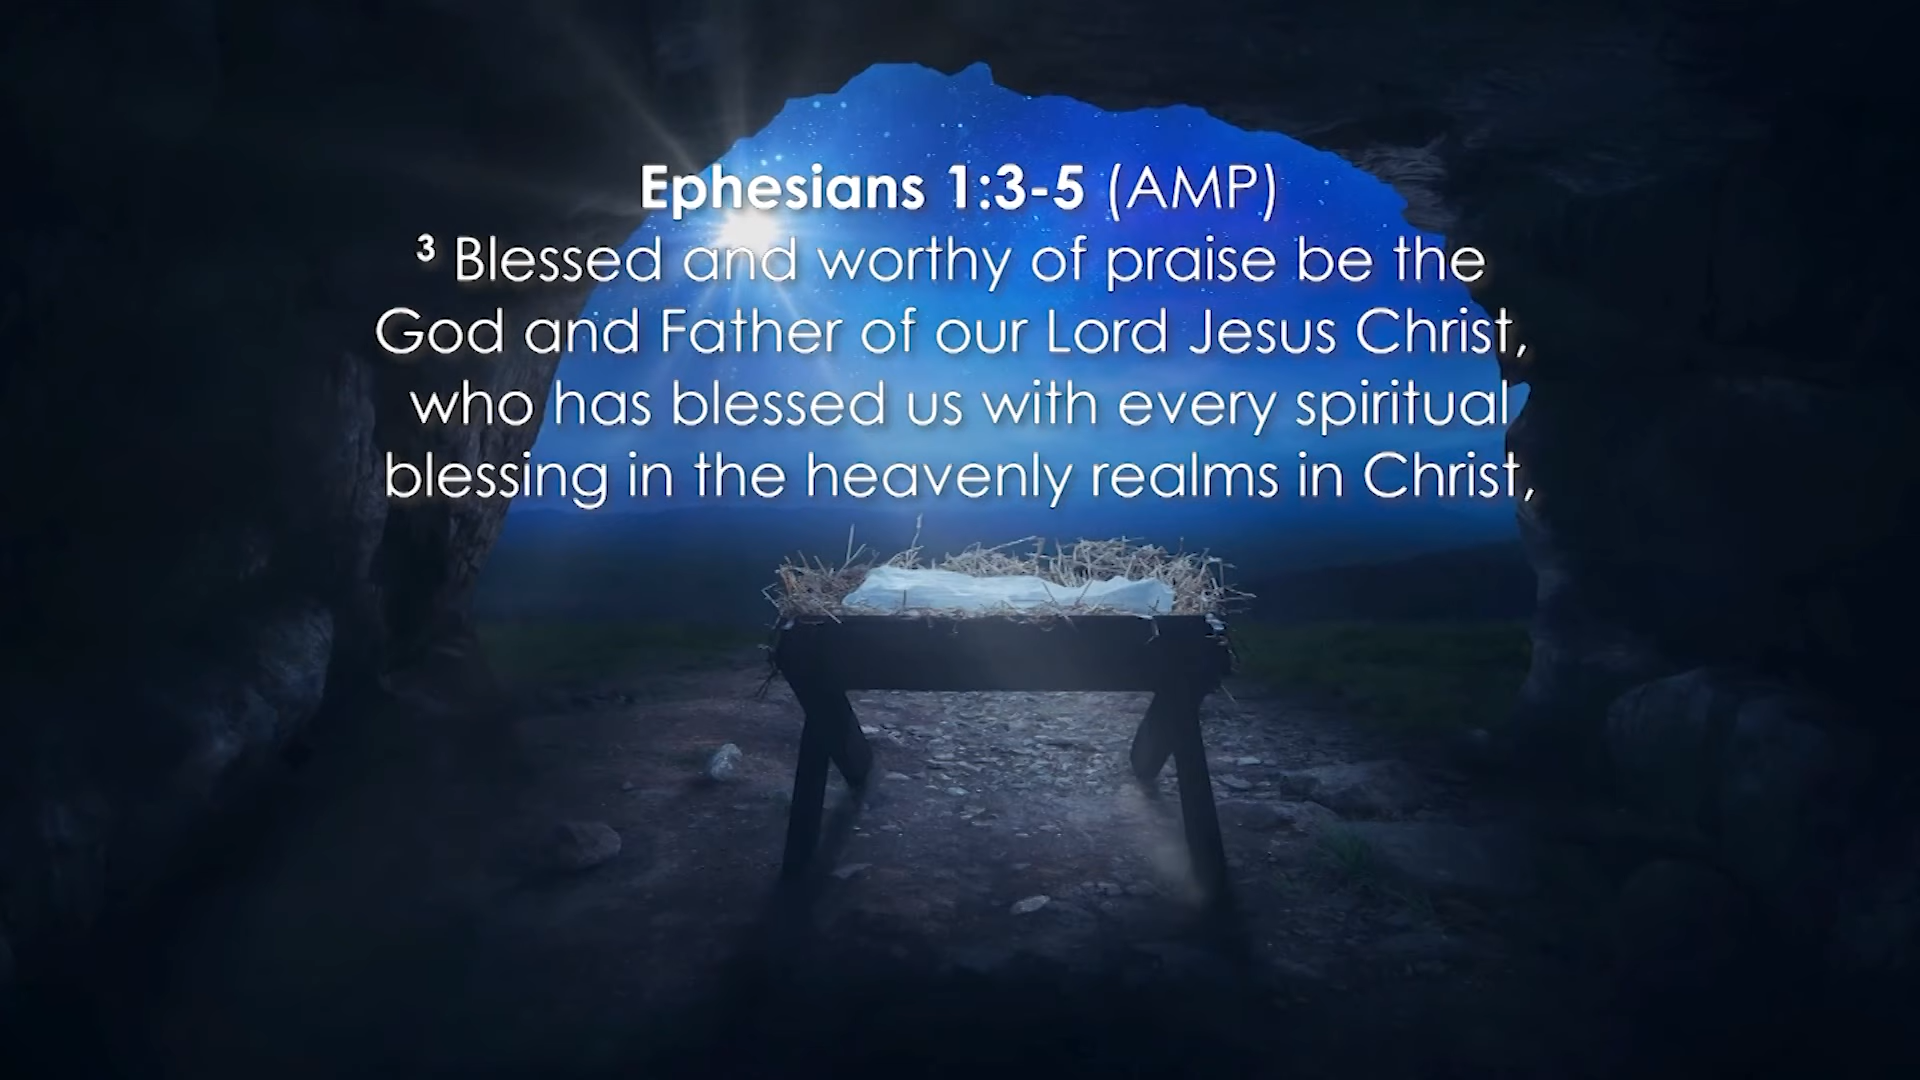 Ephesians 1:3-5 (AMP)
³ Blessed and worthy of praise be the
God and Father of our Lord Jesus Christ,
who has blessed us with every spiritual
blessing in the heavenly realms in Christ,